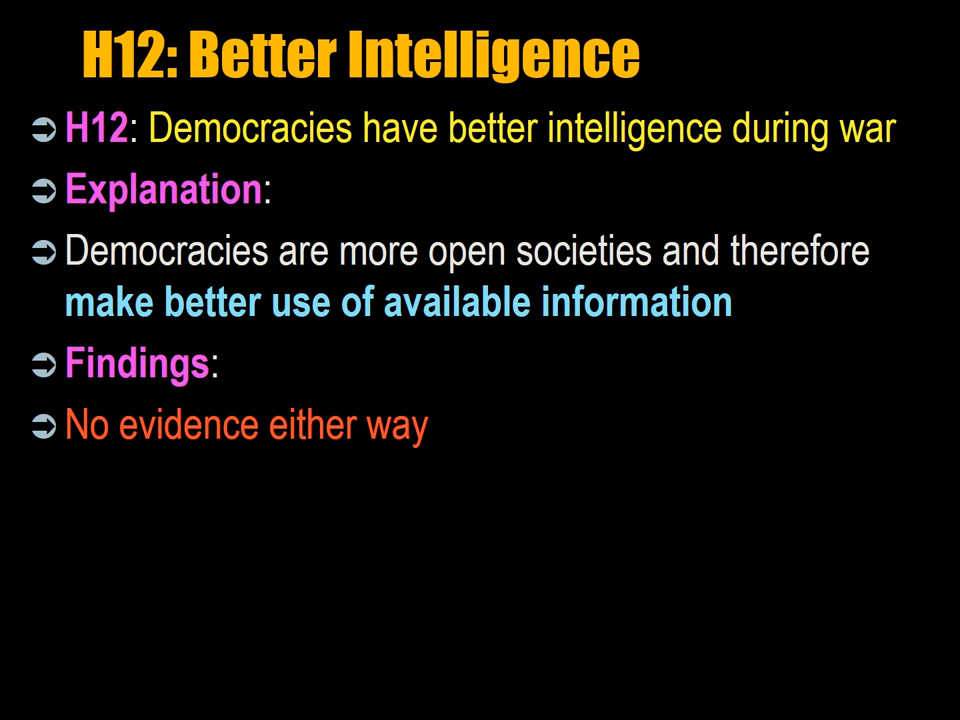 H12: Better Intelligence
➲ H12: Democracies have better intelligence during war
➲ Explanation:
➲ Democracies are more open societies and therefore
make better use of available information
➲ Findings:
➲ No evidence either way